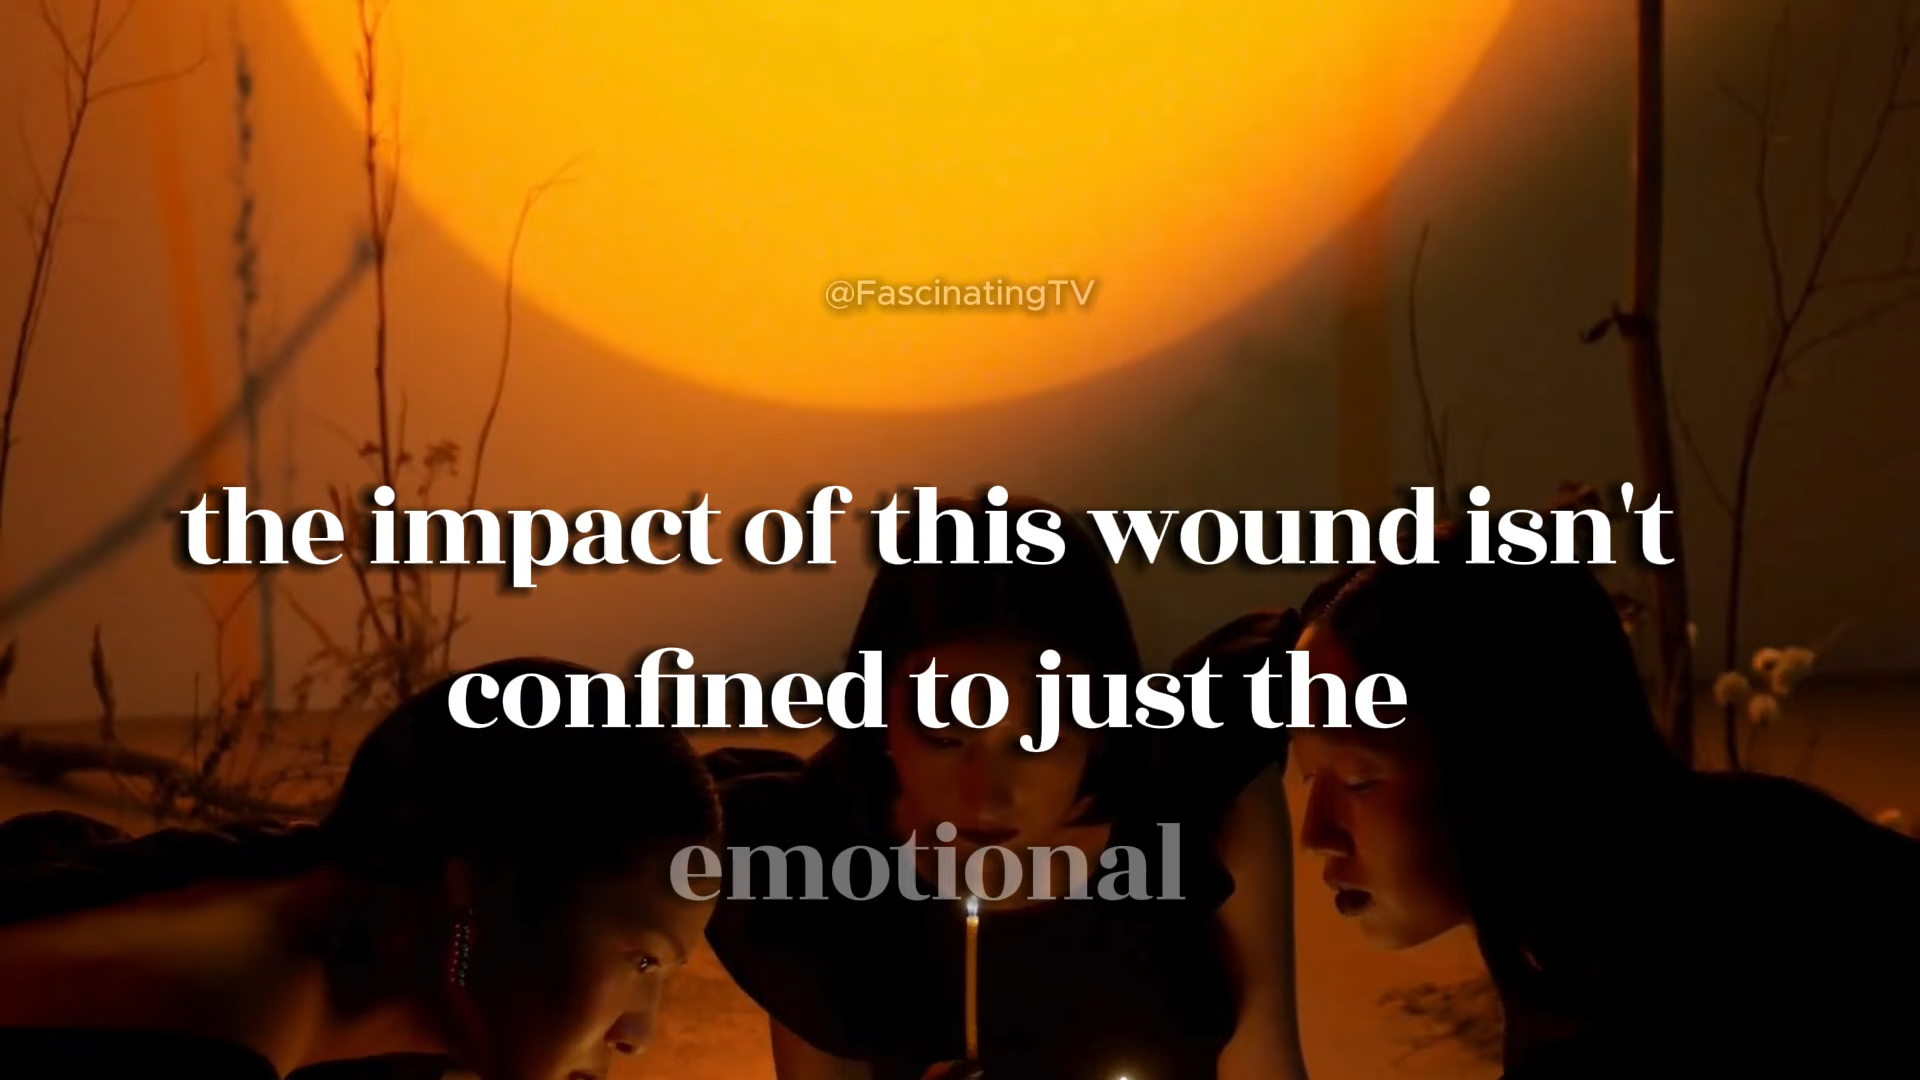 @FascinatingTV
the impact of this wound isn't
confined to just the
emotional